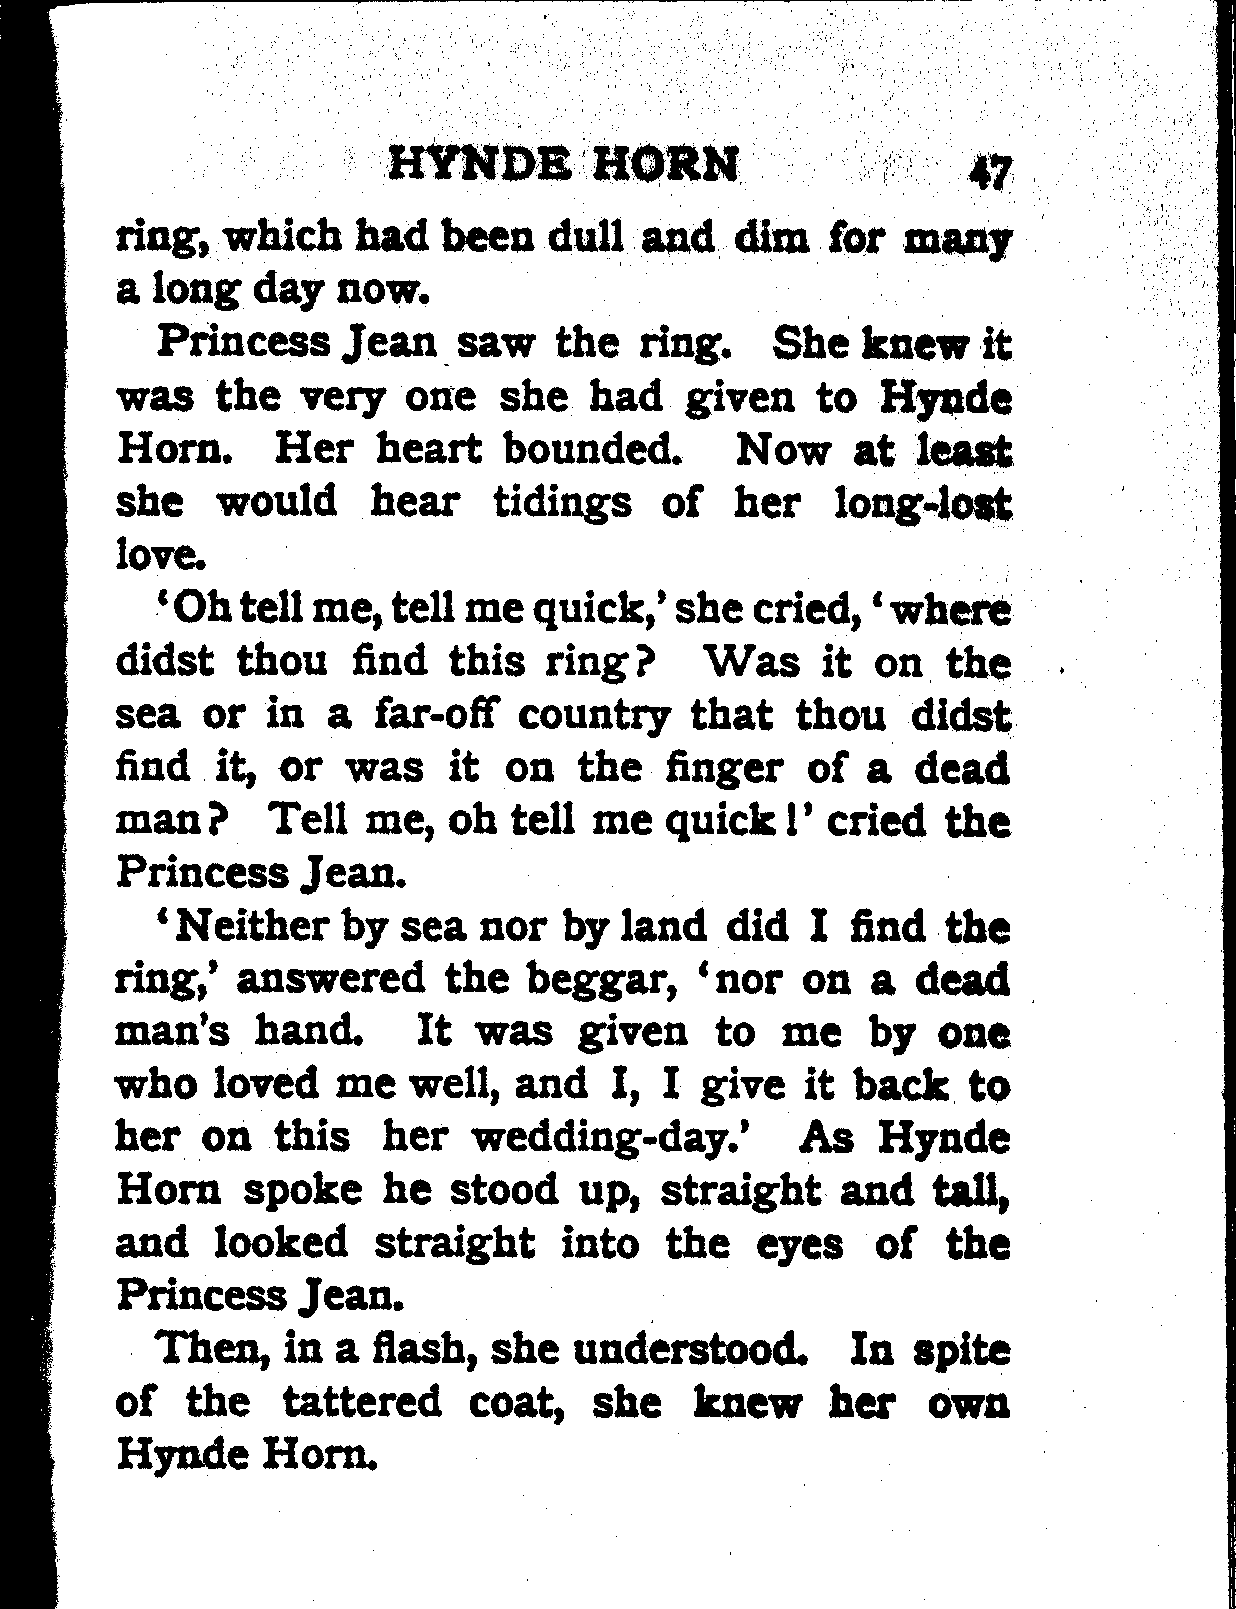 HYNDE HORN 47
ring, which had been dull and dim for many
a long day now.
Princess Jean saw the ring. She knew it
was the very one she had given to Hynde
Horn. Her heart bounded. Now at least
she would hear tidings of her long-lost
love.
‘Oh tell me, tell me quick,’ she cried, ‘where
didst thou find this ring? Was it on the
sea or in a far-off country that thou didst
find it, or was it on the finger of a dead
man? Tell me, oh tell me quick!’ cried the
Princess Jean.
‘Neither by sea nor by land did I find the
ring,’ answered the beggar, ‘nor on a dead
man's hand. It was given to me by one
who loved me well, and I, I give it back to
her on this her wedding-day.’ As Hynde
Horn spoke he stood up, straight and tall,
and looked straight into the eyes of the
Princess Jean.
Then, in a flash, she understood. In spite
of the tattered coat, she knew her own
Hynde Horn.